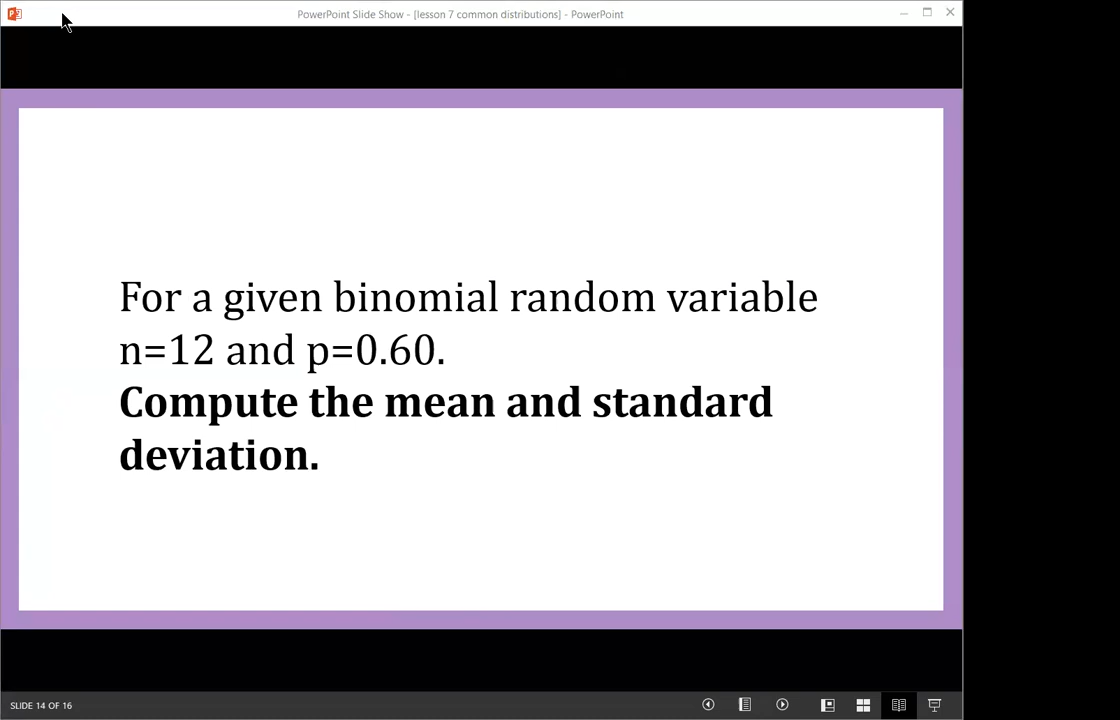 PowerPoint Slide Show - [lesson 7 common distributions] - PowerPoint
For a given binomial random variable
n=12 and p=0.60.
Compute the mean and standard
deviation.
SLIDE 14 OF 16